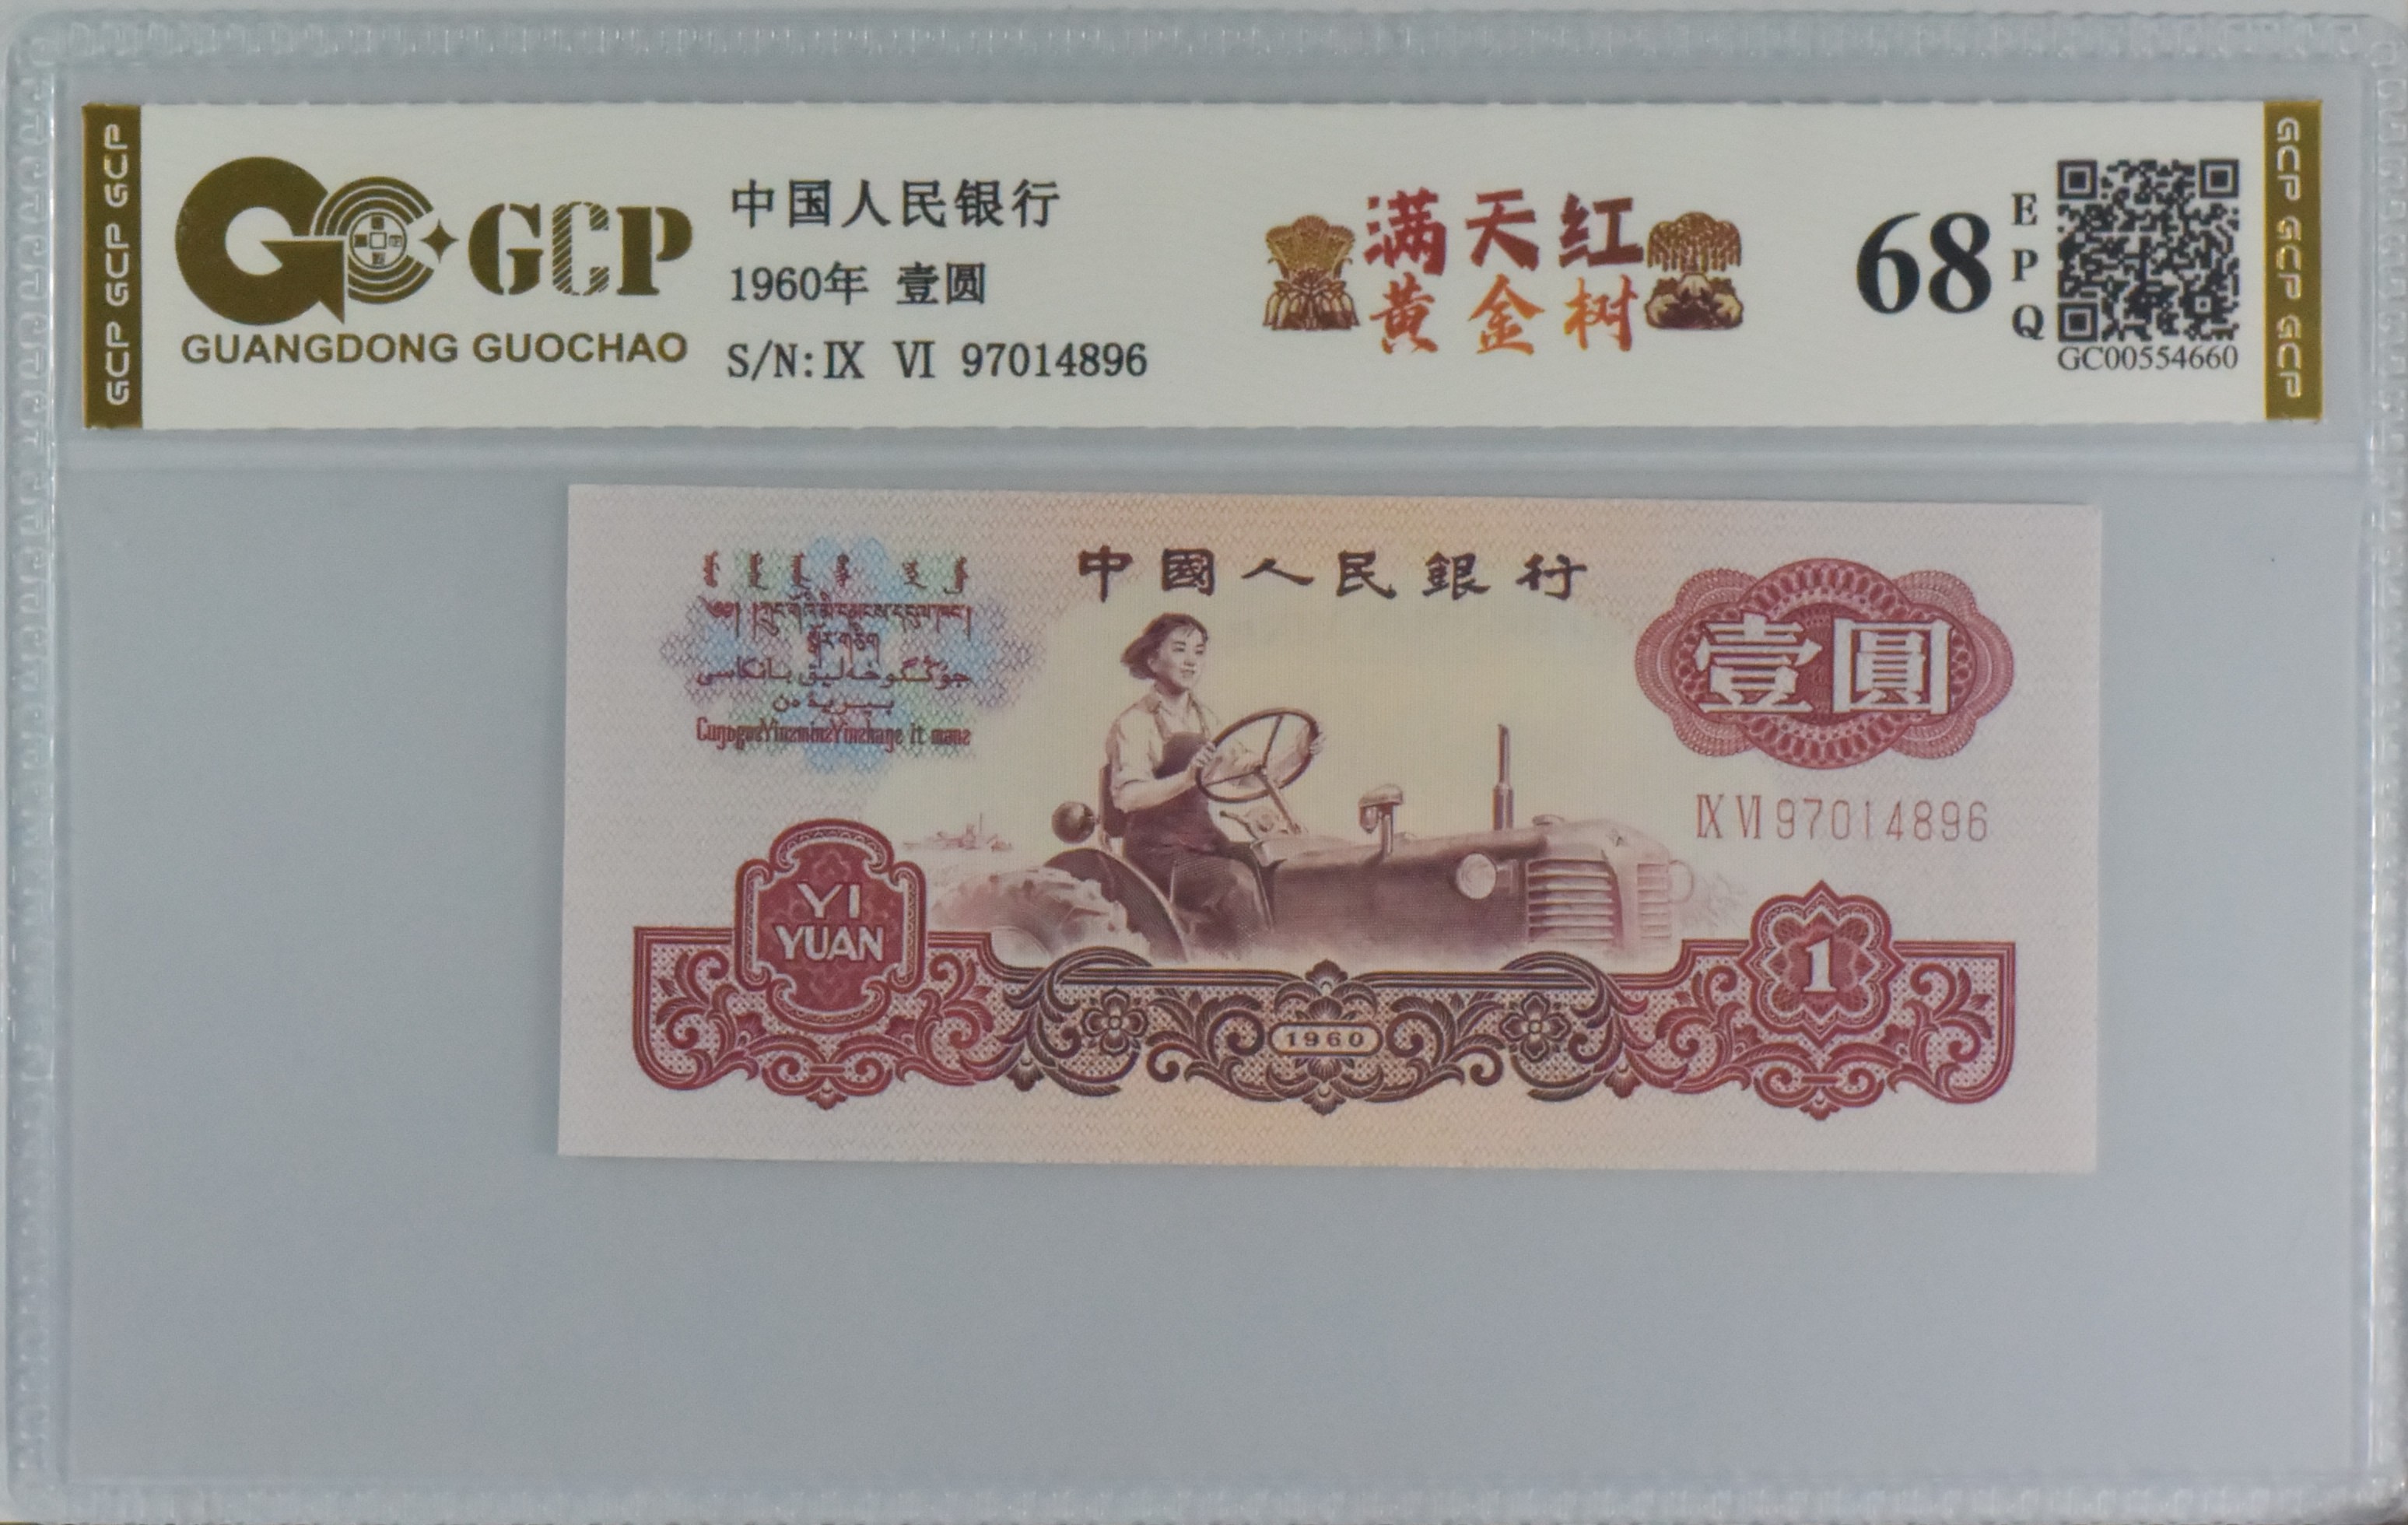 GCP GCP GCP
GCP
GUANGDONG GUOCHAO
中国人民银行
1960年 壹圆
S/N: IX VI 97014896
满天红
黄金树
68
E
P
Q
GC00554660
GCP GCP GCP
中國人民銀行
壹圓
IX VI 97014896
YI
YUAN
1960
1